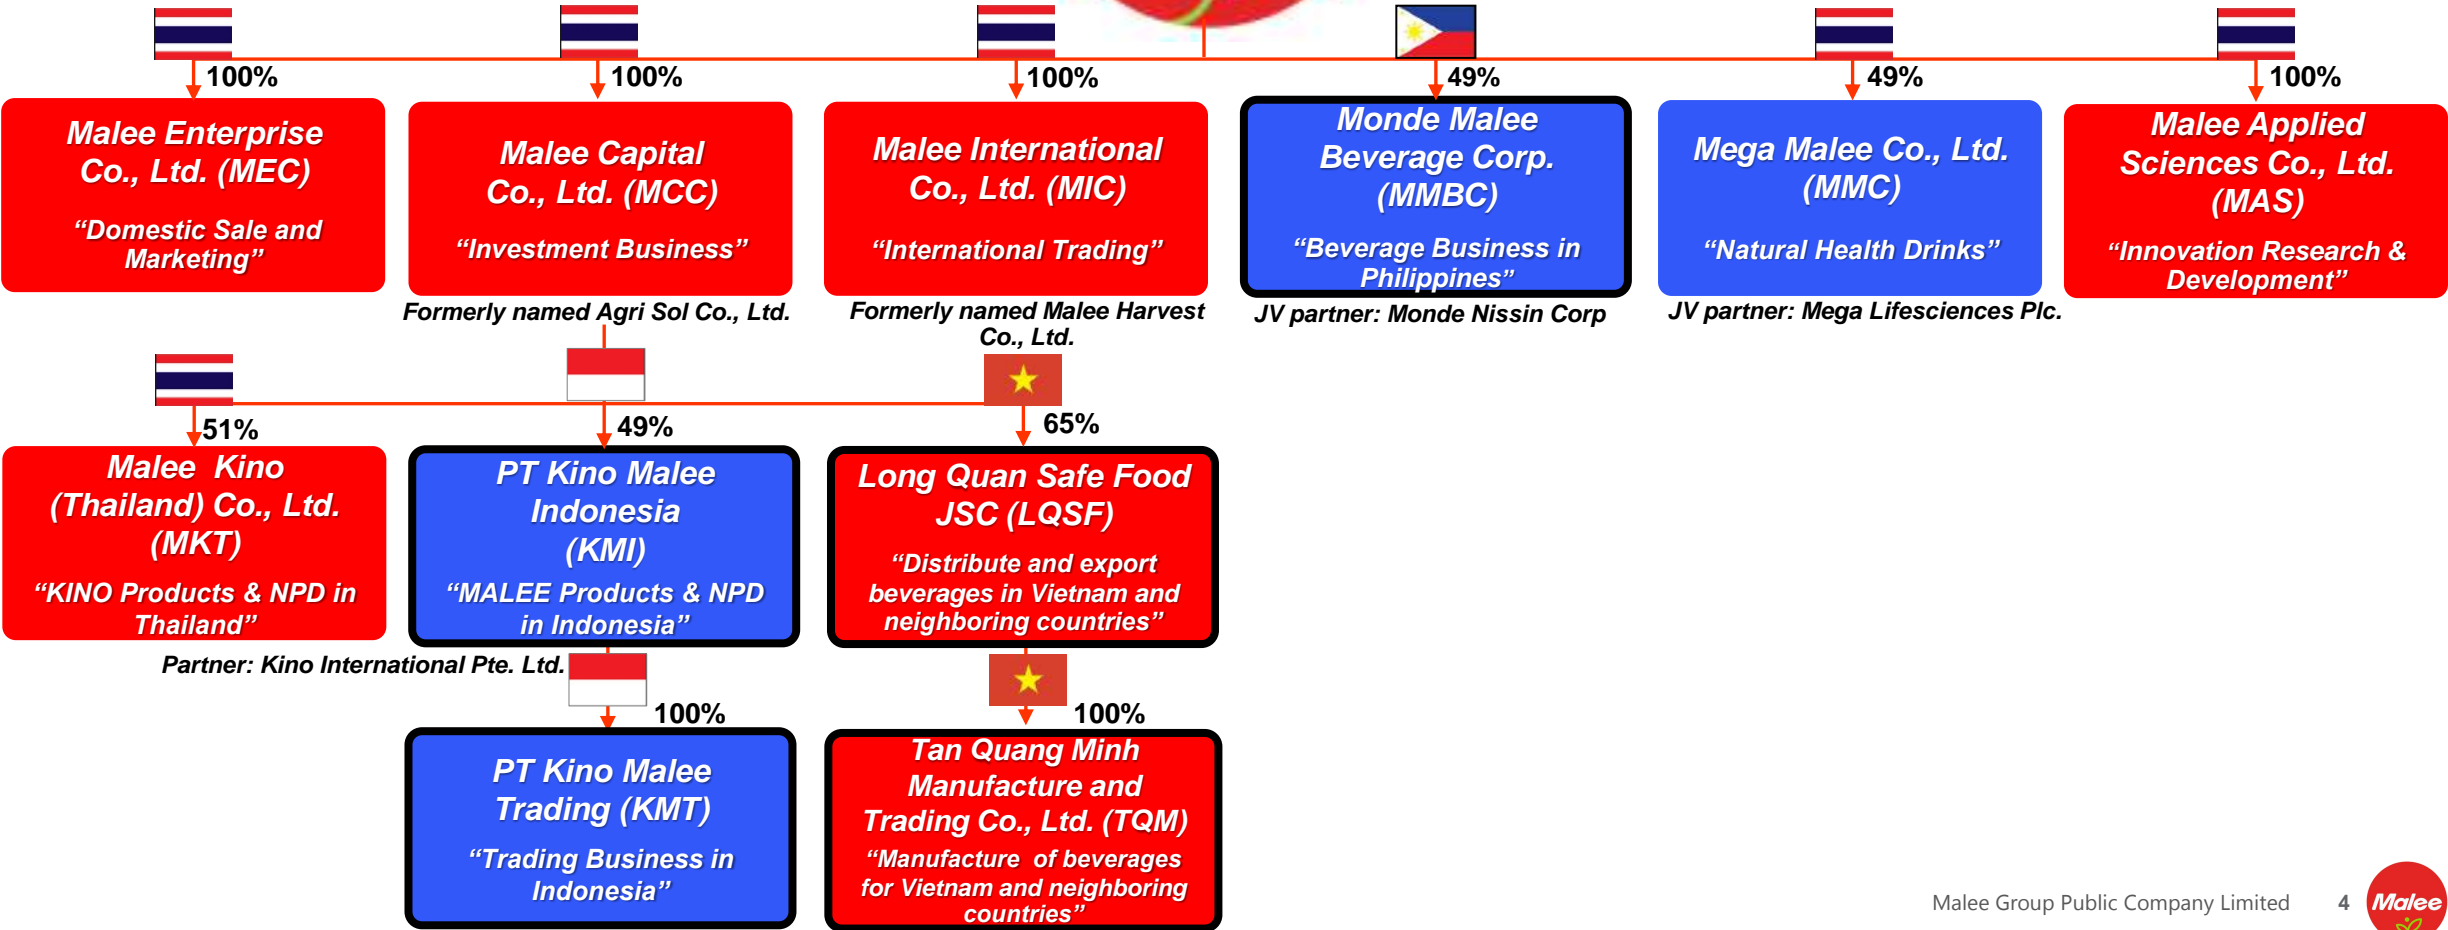 100%
100%
100%
49%
49%
100%
Malee Enterprise
Co., Ltd. (MEC)
“Domestic Sale and
Marketing”
Malee Capital
Co., Ltd. (MCC)
“Investment Business”
Formerly named Agri Sol Co., Ltd.
Malee International
Co., Ltd. (MIC)
“International Trading”
Formerly named Malee Harvest
Co., Ltd.
Monde Malee
Beverage Corp.
(MMBC)
“Beverage Business in
Philippines”
JV partner: Monde Nissin Corp
Mega Malee Co., Ltd.
(MMC)
“Natural Health Drinks”
JV partner: Mega Lifesciences Plc.
Malee Applied
Sciences Co., Ltd.
(MAS)
“Innovation Research &
Development”
51%
49%
65%
Malee  Kino
(Thailand) Co., Ltd.
(MKT)
“KINO Products & NPD in
Thailand”
PT Kino Malee
Indonesia
(KMI)
“MALEE Products & NPD
in Indonesia”
Long Quan Safe Food
JSC (LQSF)
“Distribute and export
beverages in Vietnam and
neighboring countries”
Partner: Kino International Pte. Ltd.
100%
100%
PT Kino Malee
Trading (KMT)
“Trading Business in
Indonesia”
Tan Quang Minh
Manufacture and
Trading Co., Ltd. (TQM)
“Manufacture  of beverages
for Vietnam and neighboring
countries”
Malee Group Public Company Limited
4
Malee